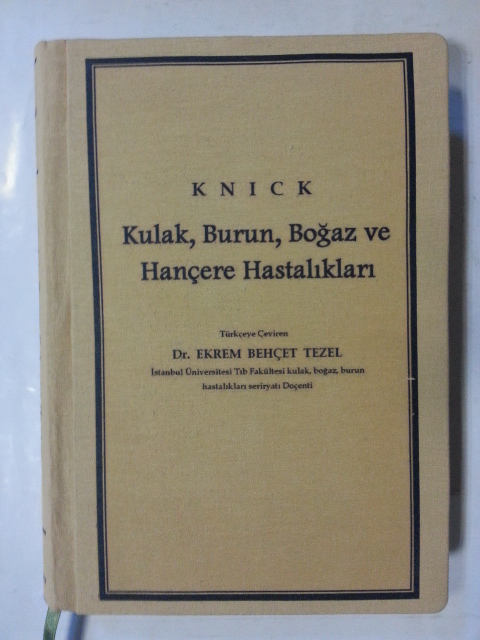 KNICK
Kulak, Burun, Boğaz ve
Hançere Hastalıkları
Türkçeye Çeviren
Dr. EKREM BEHÇET TEZEL
İstanbul Üniversitesi Tıb Fakültesi kulak, boğaz, burun
hastalıkları seriryatı Doçenti